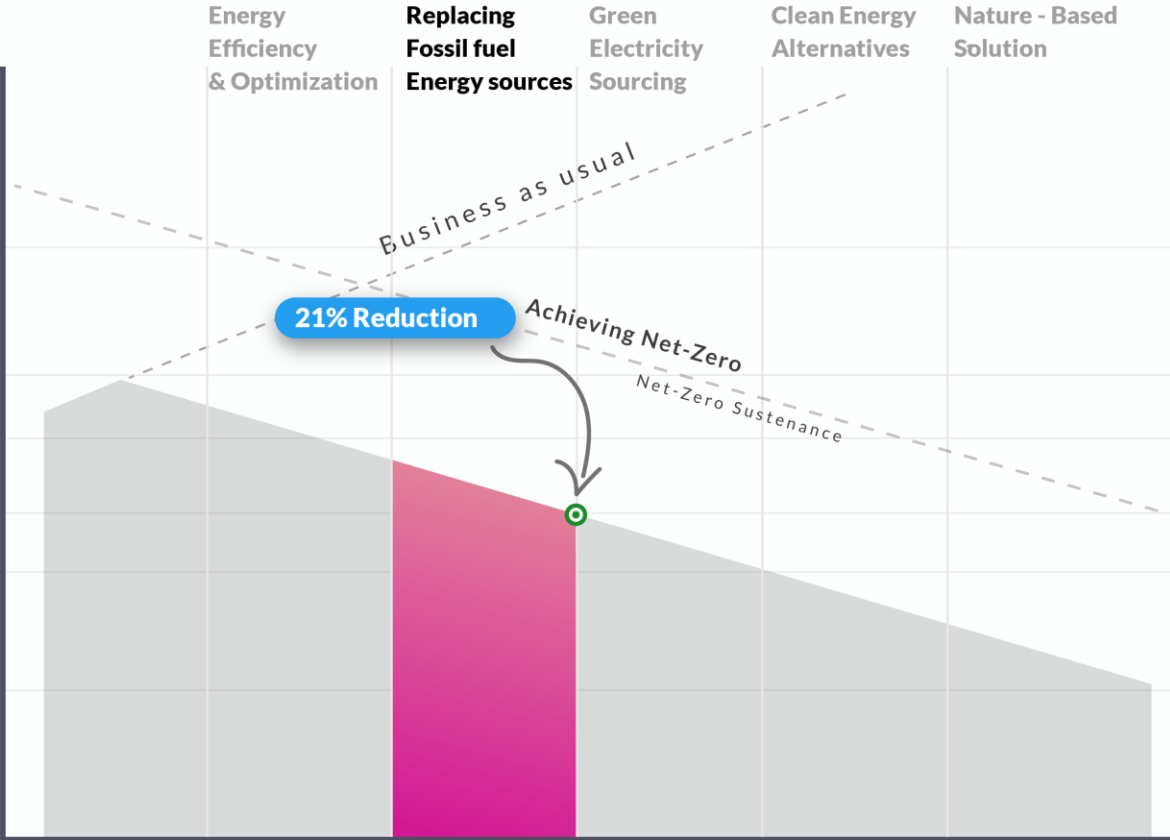 Energy
Efficiency
& Optimization
Replacing
Fossil fuel
Energy sources
Green
Electricity
Sourcing
Clean Energy
Alternatives
Nature - Based
Solution
Business as usual
21% Reduction
Achieving Net-Zero
Net-Zero Sustenance